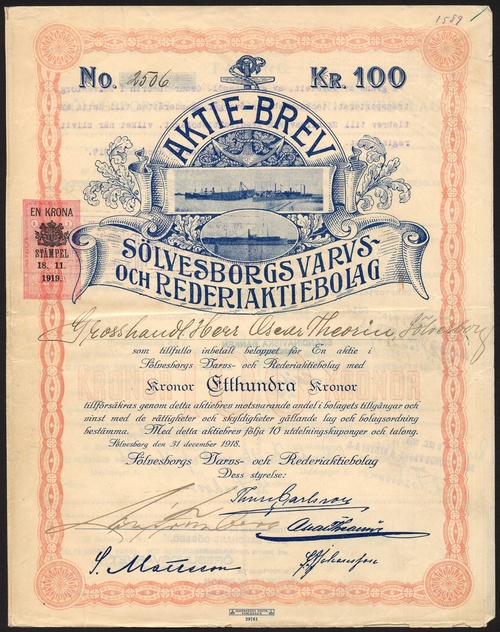 1589
No. 2506 Kr. 100
AKTIE-BREV
SÖLVESBORGS VARVS-
OCH REDERIAKTIEBOLAG
EN KRONA
STÄMPEL
18. 11.
1919.
Grosshandl. Herr Oscar Theorin, Sölvesborg
som tillfullo inbetalt beloppet för En aktie i
Sölvesborgs Varvs- och Rederiaktiebolag med
Kronor Etthundra Kronor
tillförsäkras genom detta aktiebrev motsvarande andel i bolagets tillgångar och
vinst med de rättigheter och skyldigheter gällande lag och bolagsordning
bestämma. Med detta aktiebrev följa 10 utdelningskuponger och talong.
Sölvesborg den 31 december 1918.
Sölvesborgs Varvs- och Rederiaktiebolag
Dess styrelse:
Thure Carlsson
S. Mattsson
29761